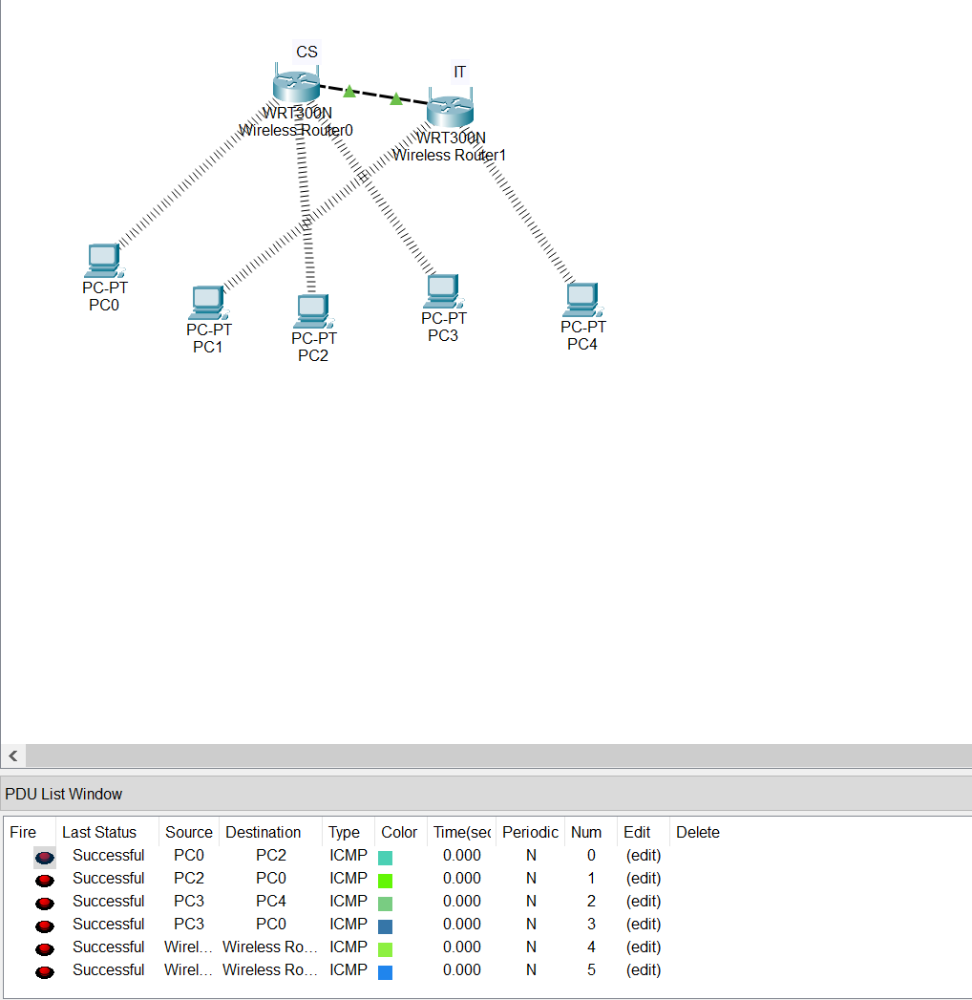 CS
IT
WRT300N
Wireless Router0
WRT300N
Wireless Router1
PC-PT
PC0
PC-PT
PC1
PC-PT
PC2
PC-PT
PC3
PC-PT
PC4
PDU List Window
Fire Last Status Source Destination Type Color Time(sec Periodic Num Edit Delete
Successful PC0 PC2 ICMP 0.000 N 0 (edit)
Successful PC2 PC0 ICMP 0.000 N 1 (edit)
Successful PC3 PC4 ICMP 0.000 N 2 (edit)
Successful PC3 PC0 ICMP 0.000 N 3 (edit)
Successful Wirel... Wireless Ro... ICMP 0.000 N 4 (edit)
Successful Wirel... Wireless Ro... ICMP 0.000 N 5 (edit)